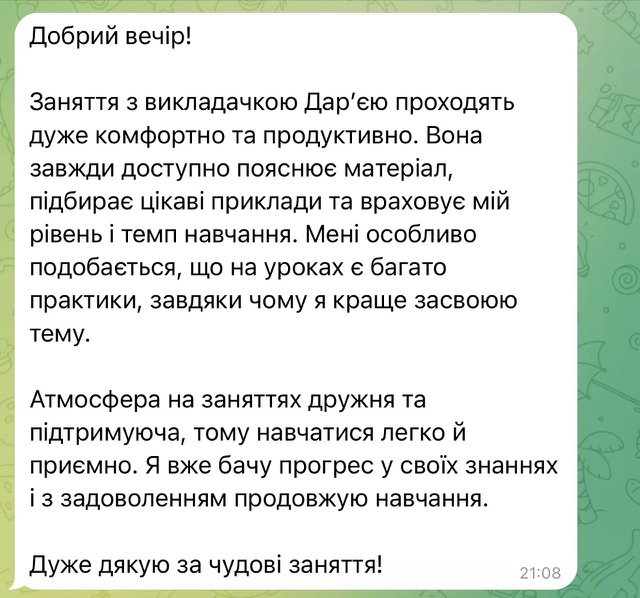 Добрий вечір!
Заняття з викладачкою Дарʼєю проходять
дуже комфортно та продуктивно. Вона
завжди доступно пояснює матеріал,
підбирає цікаві приклади та враховує мій
рівень і темп навчання. Мені особливо
подобається, що на уроках є багато
практики, завдяки чому я краще засвоюю
тему.
Атмосфера на заняттях дружня та
підтримуюча, тому навчатися легко й
приємно. Я вже бачу прогрес у своїх знаннях
і з задоволенням продовжую навчання.
Дуже дякую за чудові заняття!
21:08